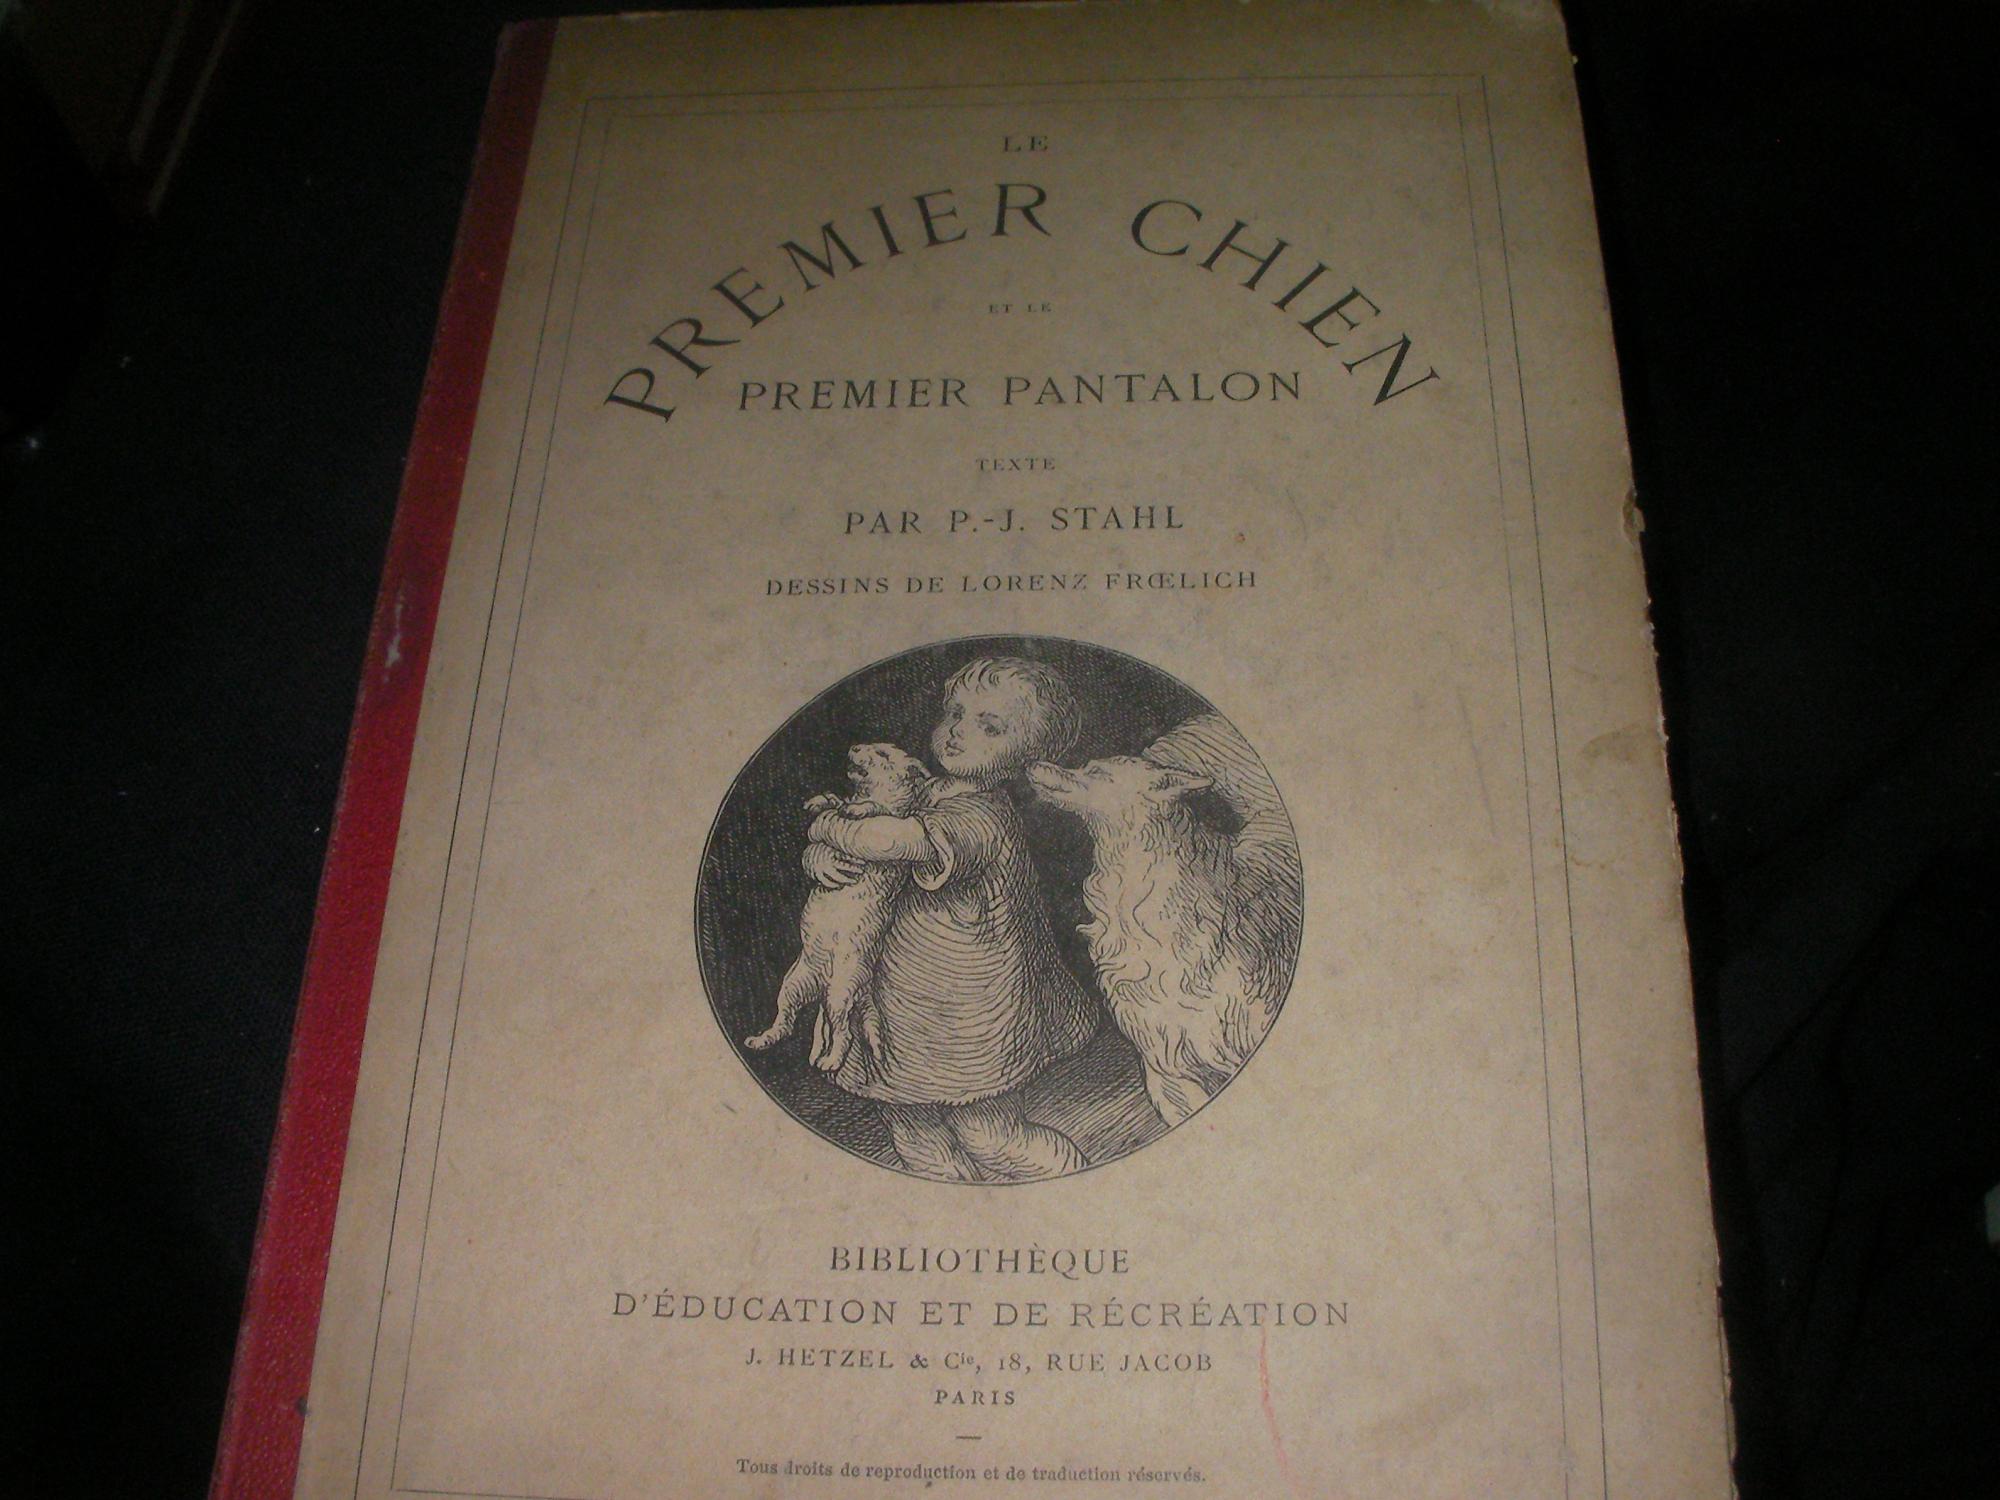 LE
PREMIER CHIEN
ET LE
PREMIER PANTALON
TEXTE
PAR P.-J. STAHL
DESSINS DE LORENZ FRŒLICH
BIBLIOTHÈQUE
D'ÉDUCATION ET DE RÉCRÉATION
J. HETZEL & Cie, 18, RUE JACOB
PARIS
Tous droits de reproduction et de traduction réservés.